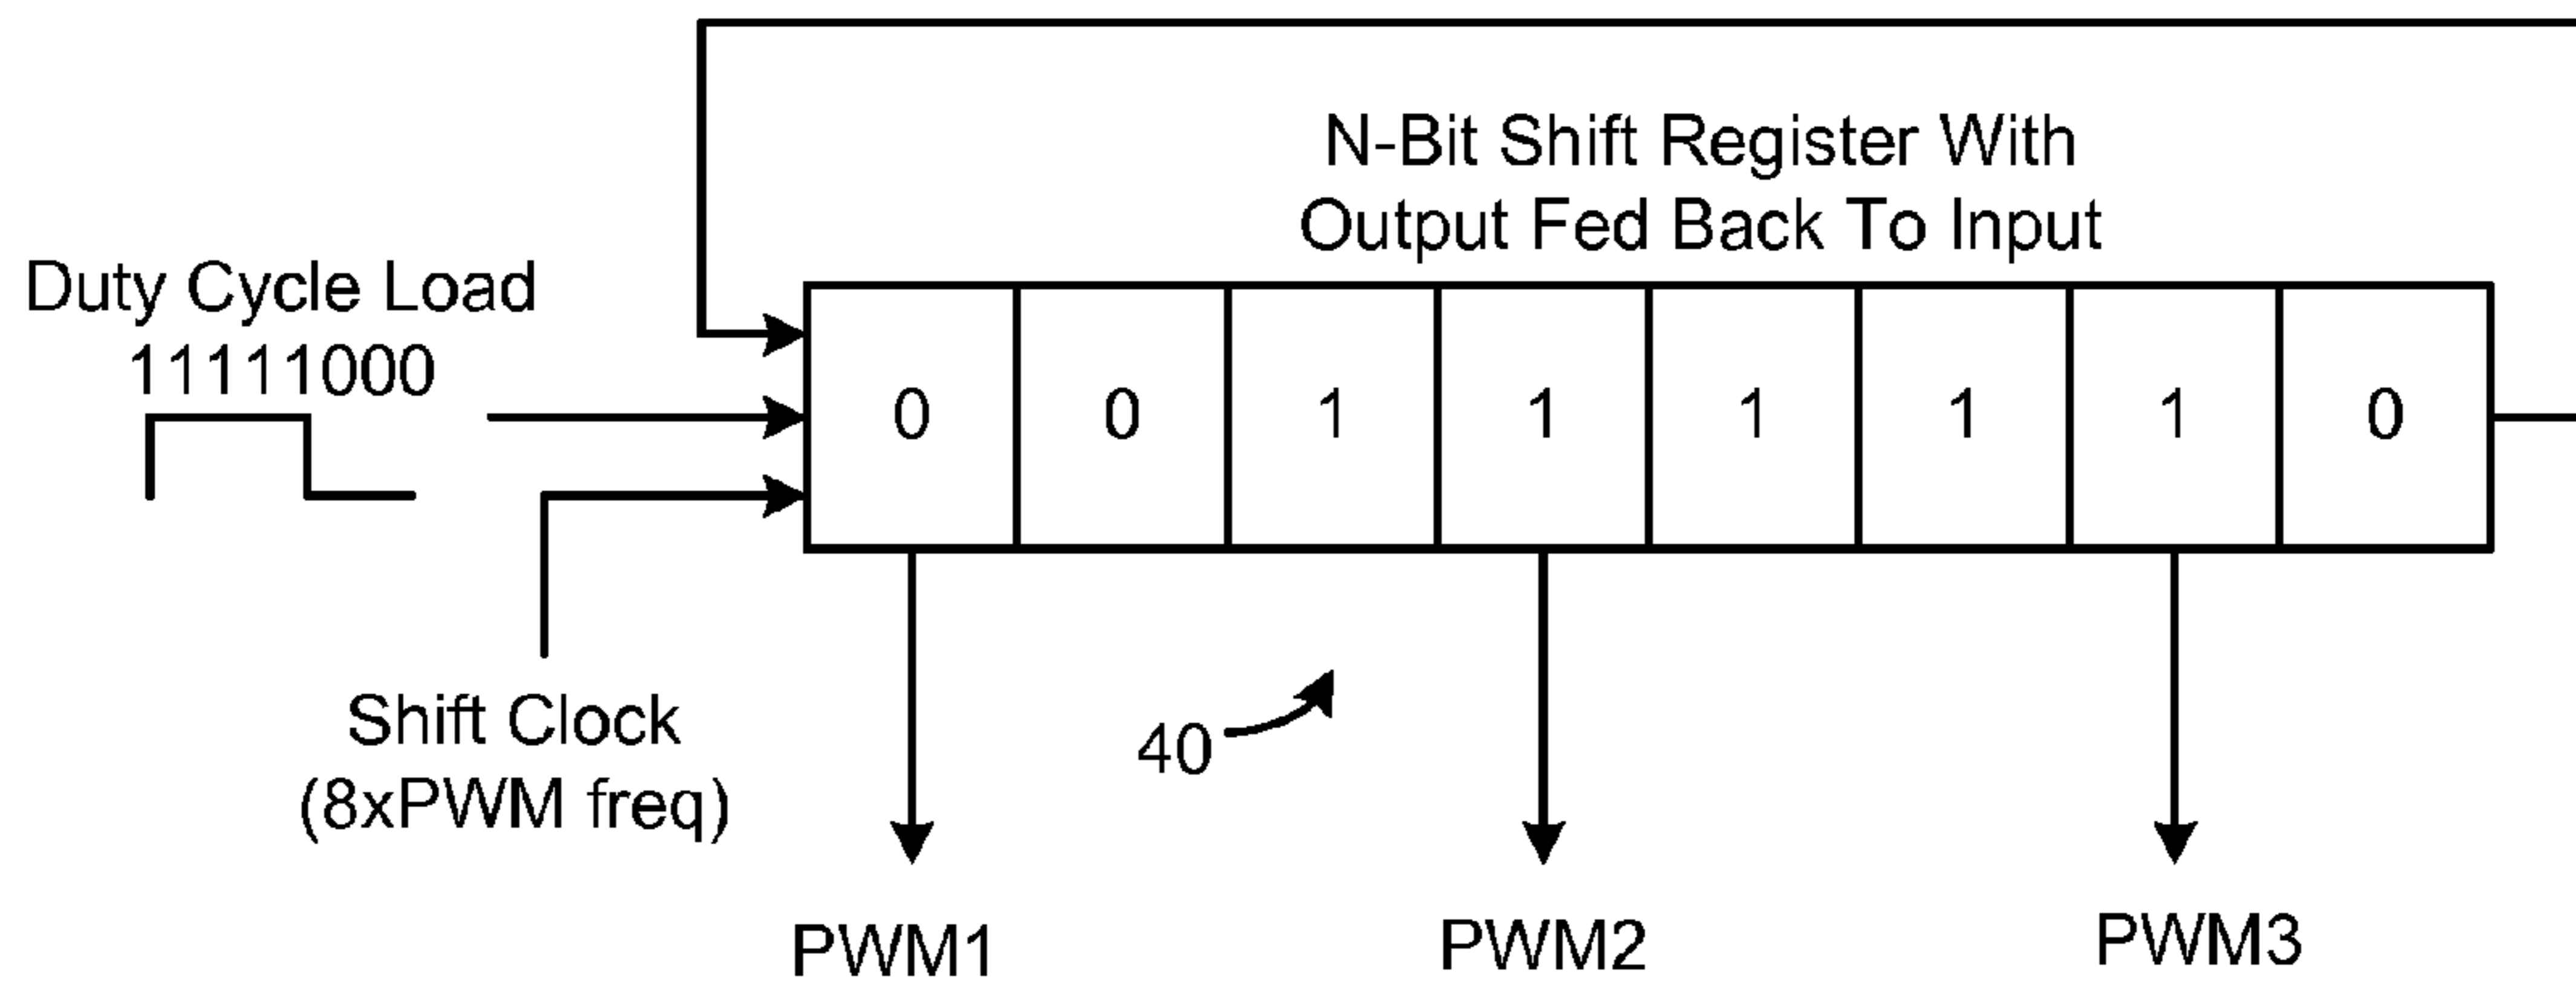 N-Bit Shift Register With
Output Fed Back To Input
Duty Cycle Load
11111000
0 0 1 1 1 1 1 0
Shift Clock
(8xPWM freq)
40
PWM1 PWM2 PWM3